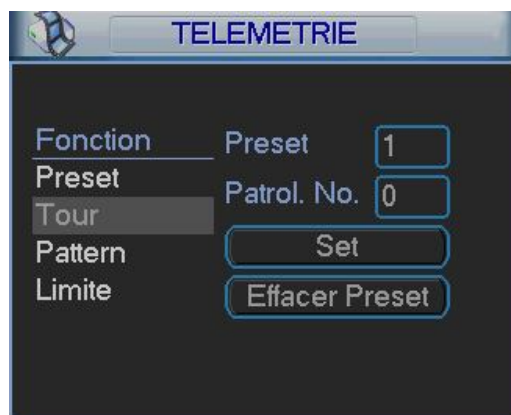 TELEMETRIE
Fonction
Preset
Tour
Pattern
Limite
Preset 1
Patrol. No. 0
Set
Effacer Preset